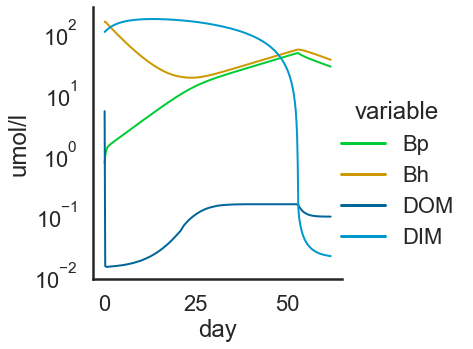 10²
10¹
10⁰
10⁻¹
10⁻²
umol/l
0 25 50
day
variable
Bp
Bh
DOM
DIM